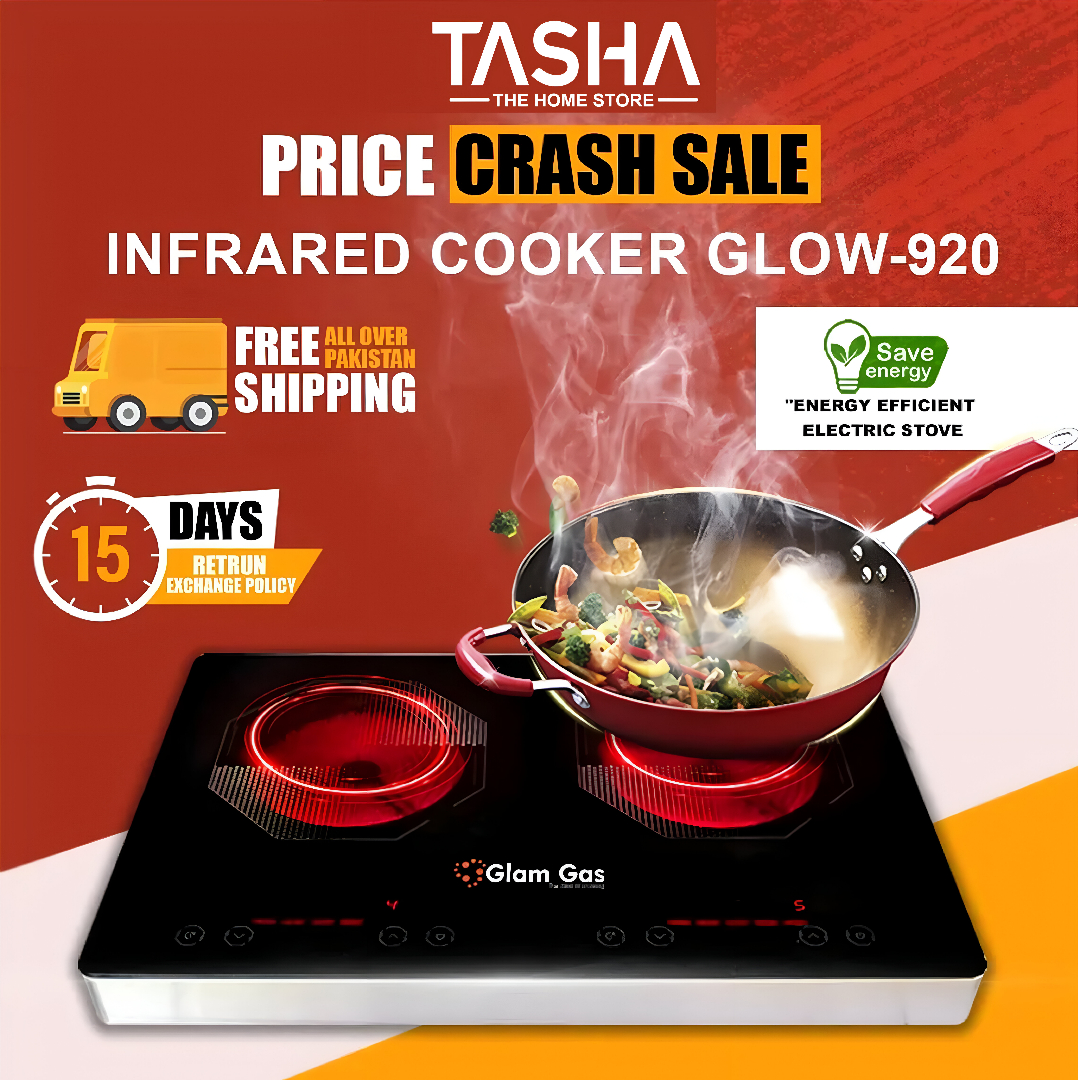 TASHA
THE HOME STORE
PRICE CRASH SALE
INFRARED COOKER GLOW-920
FREE ALL OVER PAKISTAN
SHIPPING
Save
energy
"ENERGY EFFICIENT
ELECTRIC STOVE
15 DAYS
RETRUN
EXCHANGE POLICY
Glam Gas
4
5